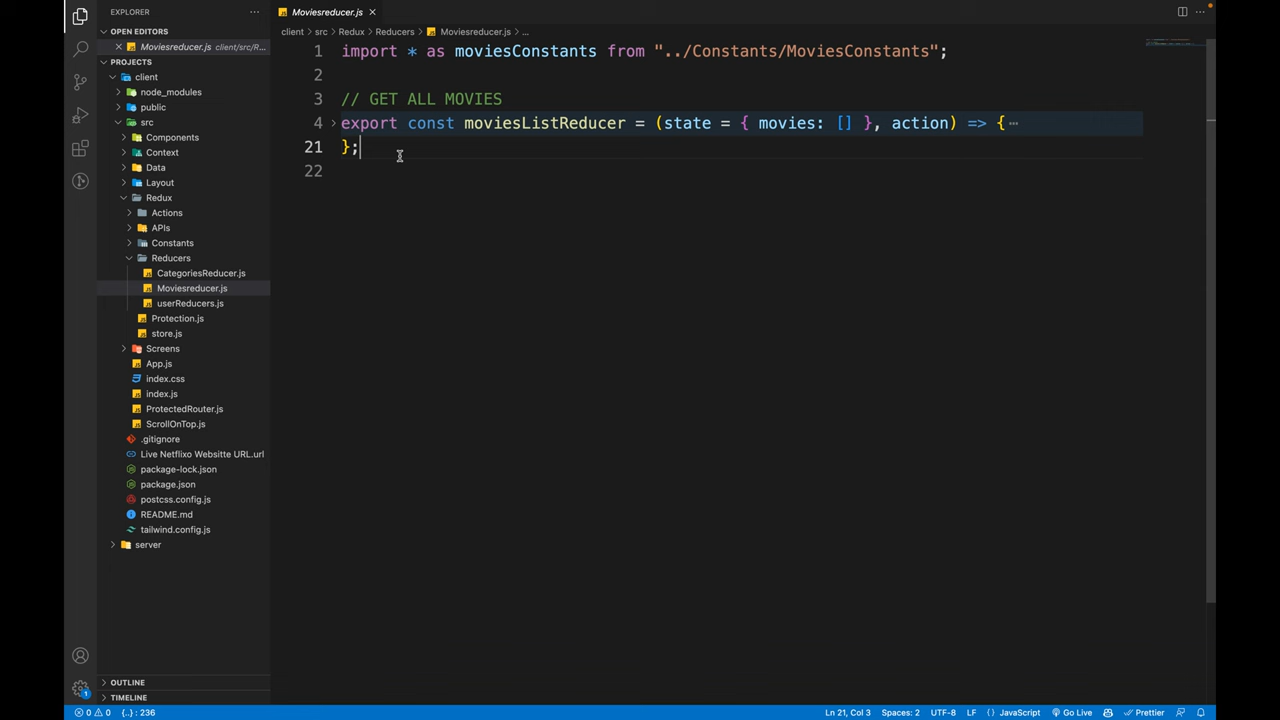 EXPLORER
OPEN EDITORS
Moviesreducer.js client/src/R...
PROJECTS
client
node_modules
public
src
Components
Context
Data
Layout
Redux
Actions
APIs
Constants
Reducers
CategoriesReducer.js
Moviesreducer.js
userReducers.js
Protection.js
store.js
Screens
App.js
index.css
index.js
ProtectedRouter.js
ScrollOnTop.js
.gitignore
Live Netflixo Websitte URL.url
package-lock.json
package.json
postcss.config.js
README.md
tailwind.config.js
server
OUTLINE
TIMELINE
Moviesreducer.js
client > src > Redux > Reducers > Moviesreducer.js > ...
1 import * as moviesConstants from "../Constants/MoviesConstants";
2
3 // GET ALL MOVIES
4 export const moviesListReducer = (state = { movies: [] }, action) => {
21 };
22
1
0 0 {..} : 236 Ln 21, Col 3 Spaces: 2 UTF-8 LF { } JavaScript Go Live Prettier